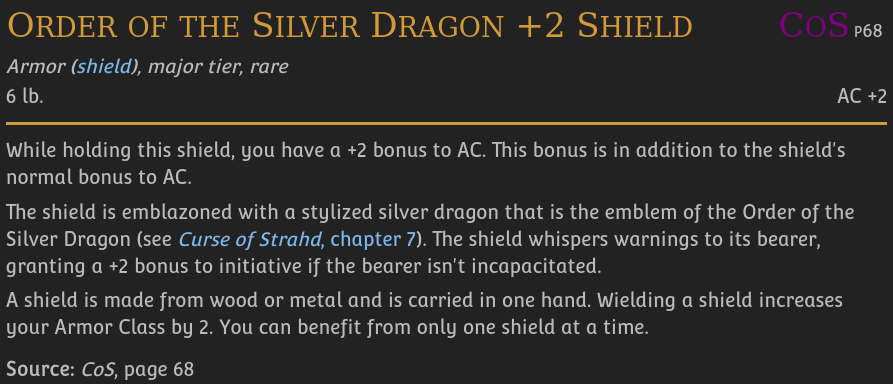 Order of the Silver Dragon +2 Shield CoS p68
Armor (shield), major tier, rare
6 lb. AC +2
While holding this shield, you have a +2 bonus to AC. This bonus is in addition to the shield's
normal bonus to AC.
The shield is emblazoned with a stylized silver dragon that is the emblem of the Order of the
Silver Dragon (see Curse of Strahd, chapter 7). The shield whispers warnings to its bearer,
granting a +2 bonus to initiative if the bearer isn't incapacitated.
A shield is made from wood or metal and is carried in one hand. Wielding a shield increases
your Armor Class by 2. You can benefit from only one shield at a time.
Source: CoS, page 68